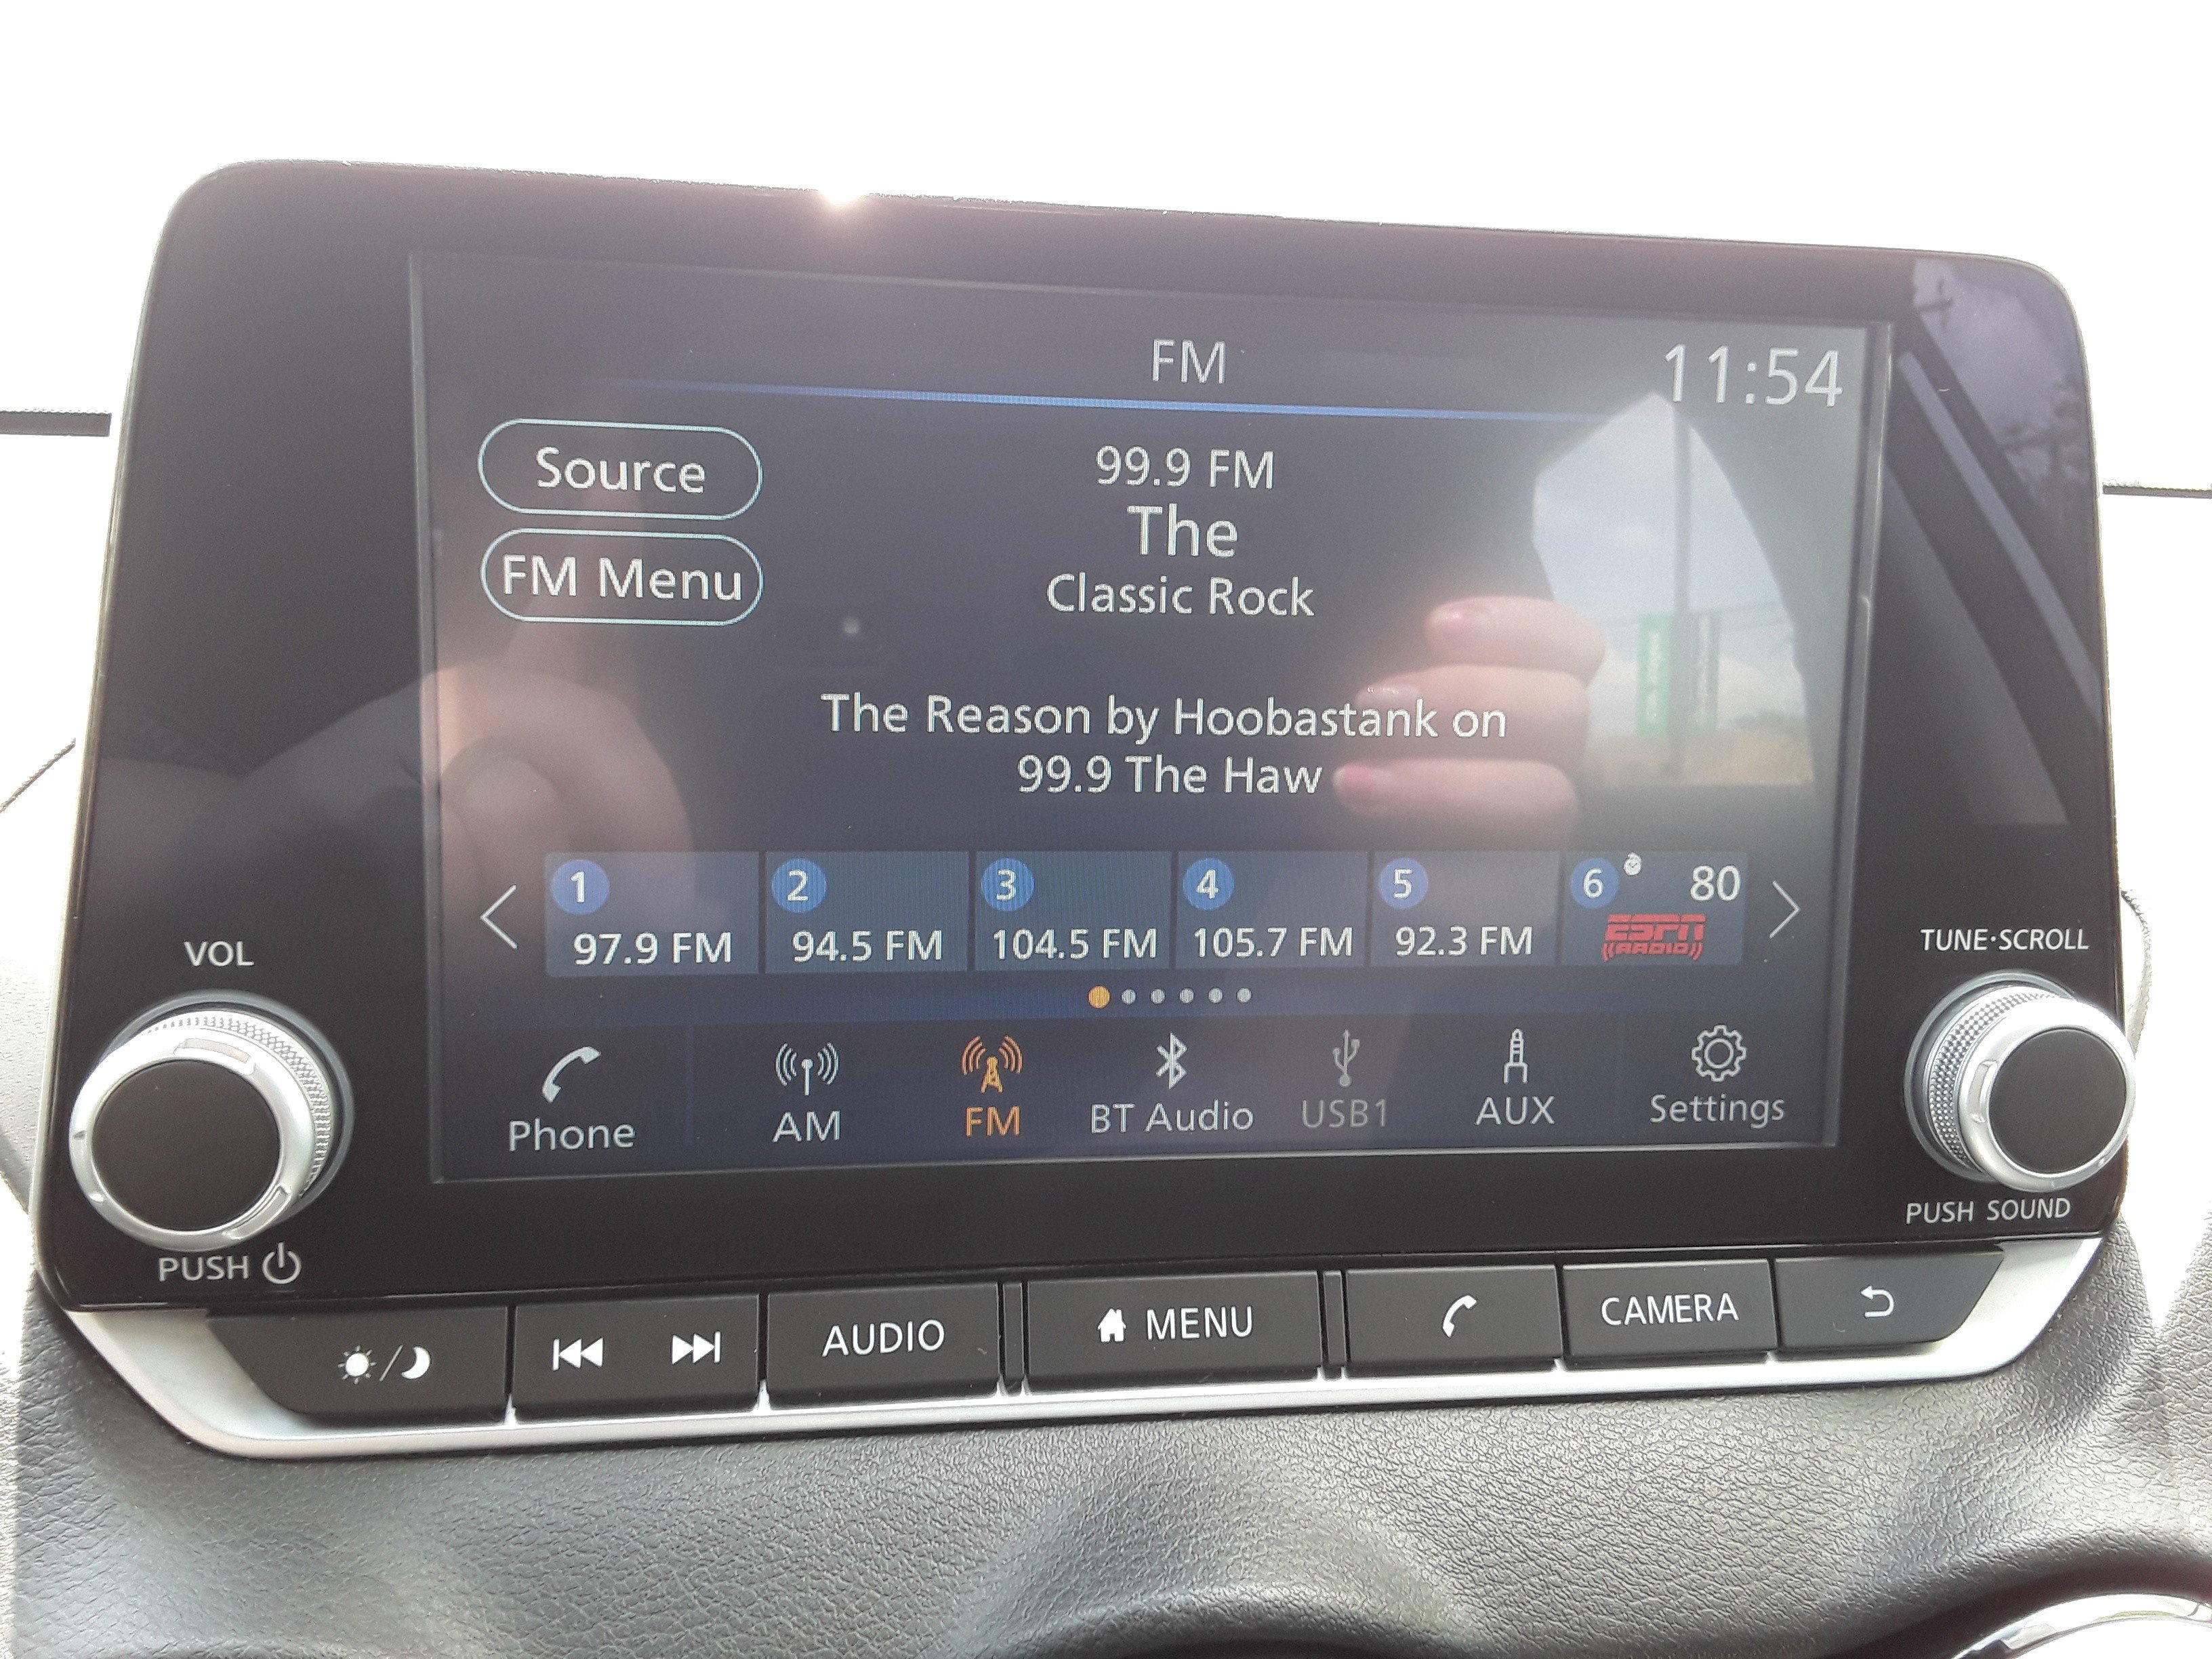 FM
11:54
Source
FM Menu
99.9 FM
The
Classic Rock
The Reason by Hoobastank on
99.9 The Haw
1
97.9 FM
2
94.5 FM
3
104.5 FM
4
105.7 FM
5
92.3 FM
6
80
ESPN
RADIO
Phone
AM
FM
BT Audio
USB1
AUX
Settings
VOL
PUSH
TUNE·SCROLL
PUSH SOUND
AUDIO
MENU
CAMERA